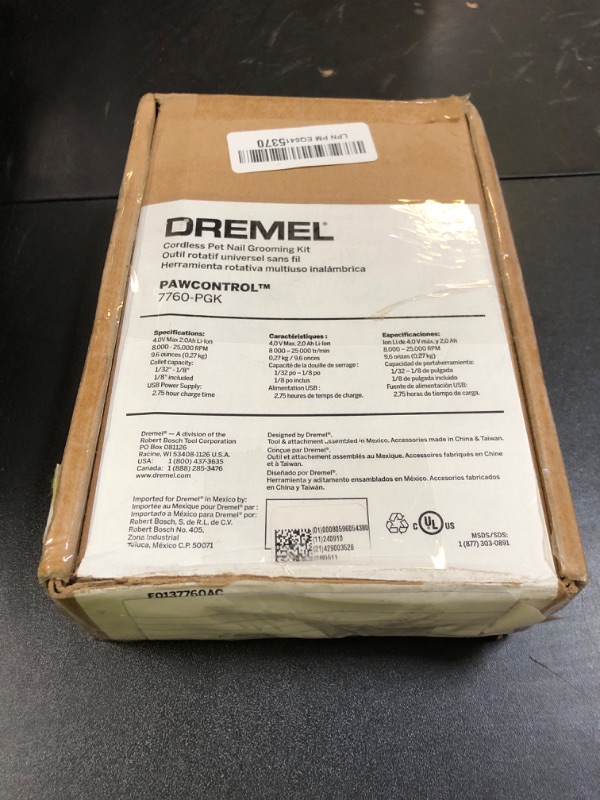 LPN PM EQ6415370
DREMEL
Cordless Pet Nail Grooming Kit
Outil rotatif universel sans fil
Herramienta rotativa multiuso inalámbrica
PAWCONTROL™
7760-PGK
Specifications:
4.0V Max 2.0Ah Li-Ion
8,000 - 25,000 RPM
9.6 ounces (0.27 kg)
Collet capacity:
1/32" - 1/8"
1/8" included
USB Power Supply:
2.75 hour charge time
Caractéristiques :
4,0 V Max 2,0 Ah Li-Ion
8 000 – 25 000 tr/min
0,27 kg / 9,6 onces
Capacité de la douille de serrage :
1/32 po – 1/8 po
1/8 po inclus
Alimentation USB :
2,75 heures de temps de charge.
Especificaciones:
Ion Li de 4.0 V máx. y 2.0 Ah
8,000 – 25,000 RPM
9.6 onzas (0.27 kg)
Capacidad de portaherramienta:
1/32 – 1/8 de pulgada
1/8 de pulgada incluido
Fuente de alimentación USB:
2.75 horas de tiempo de carga.
Dremel® — A division of the
Robert Bosch Tool Corporation
PO Box 081126
Racine, WI 53408-1126 U.S.A.
USA: 1 (800) 437-3635
Canada: 1 (888) 285-3476
www.dremel.com
Designed by Dremel®.
Tool & attachment assembled in Mexico. Accessories made in China & Taiwan.
Conçue par Dremel®.
Outil et attachement assemblés au Mexique. Accessoires fabriqués en Chine
et à Taiwan.
Diseñado por Dremel®.
Herramienta y aditamento ensamblados en México. Accesorios fabricados
en China y Taiwan.
Imported for Dremel® in Mexico by:
Importée au Mexique pour Dremel® par :
Importado a México para Dremel® por:
Robert Bosch, S. de R.L. de C.V.
Robert Bosch No. 405,
Zona Industrial
Toluca, México C.P. 50071
(01)00080596054380
(11)240910
(21)429003528
C UL US
MSDS/SDS:
1 (877) 303-0891
F0137760AC